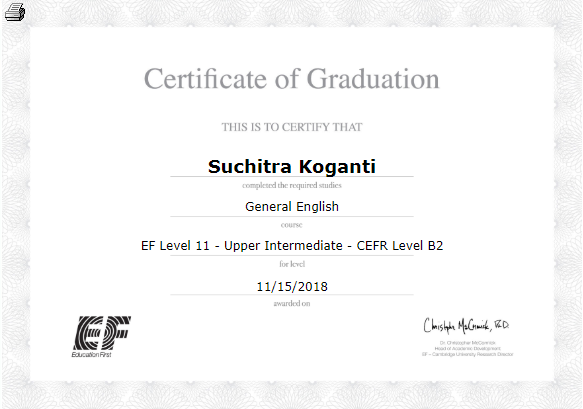 Certificate of Graduation
THIS IS TO CERTIFY THAT
Suchitra Koganti
completed the required studies
General English
course
EF Level 11 - Upper Intermediate - CEFR Level B2
for level
11/15/2018
awarded on
EF
Education First
Christopher McCormick, Ph.D.
Dr. Christopher McCormick
Head of Academic Development
EF – Cambridge University Research Director